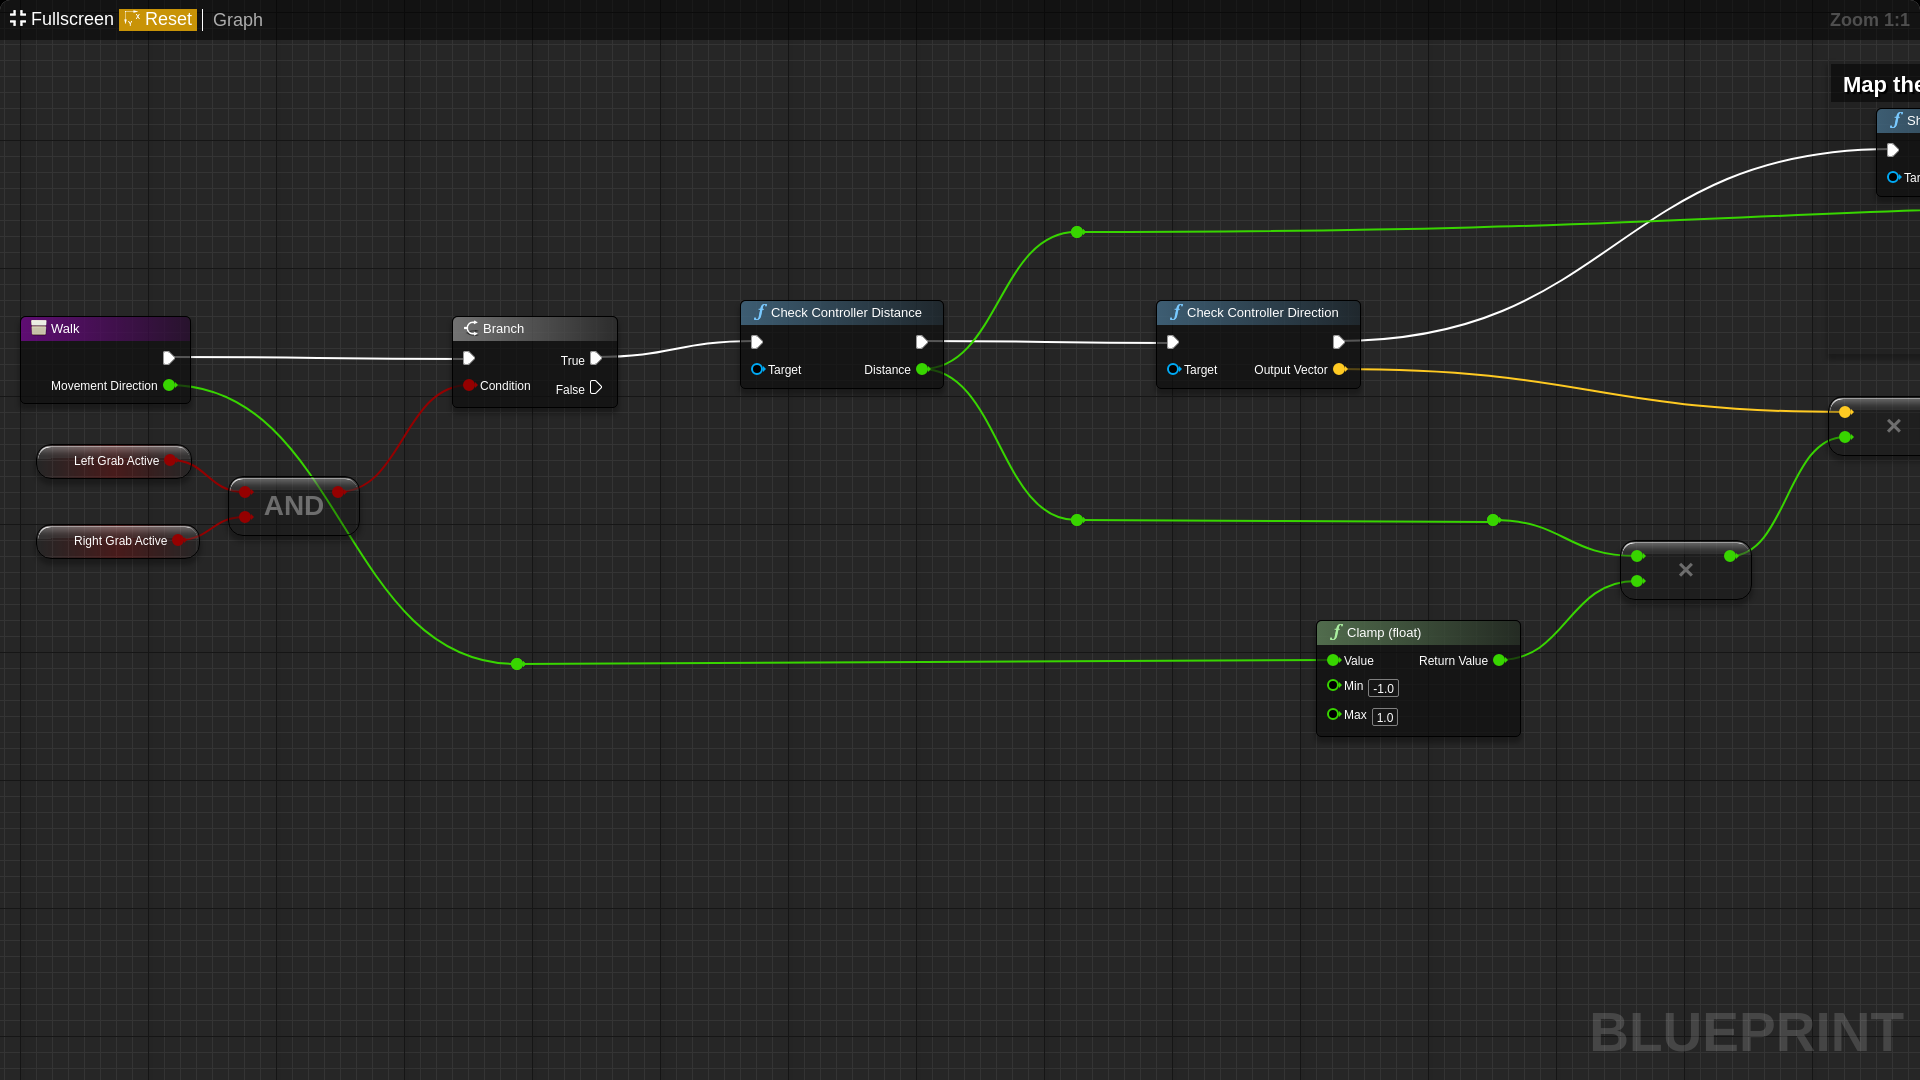 Fullscreen Reset Graph Zoom 1:1
Map the
Sh
Tar
Walk
Movement Direction
Branch
True
Condition
False
Check Controller Distance
Target Distance
Check Controller Direction
Target Output Vector
Left Grab Active
AND
Right Grab Active
×
×
Clamp (float)
Value Return Value
Min -1.0
Max 1.0
BLUEPRINT